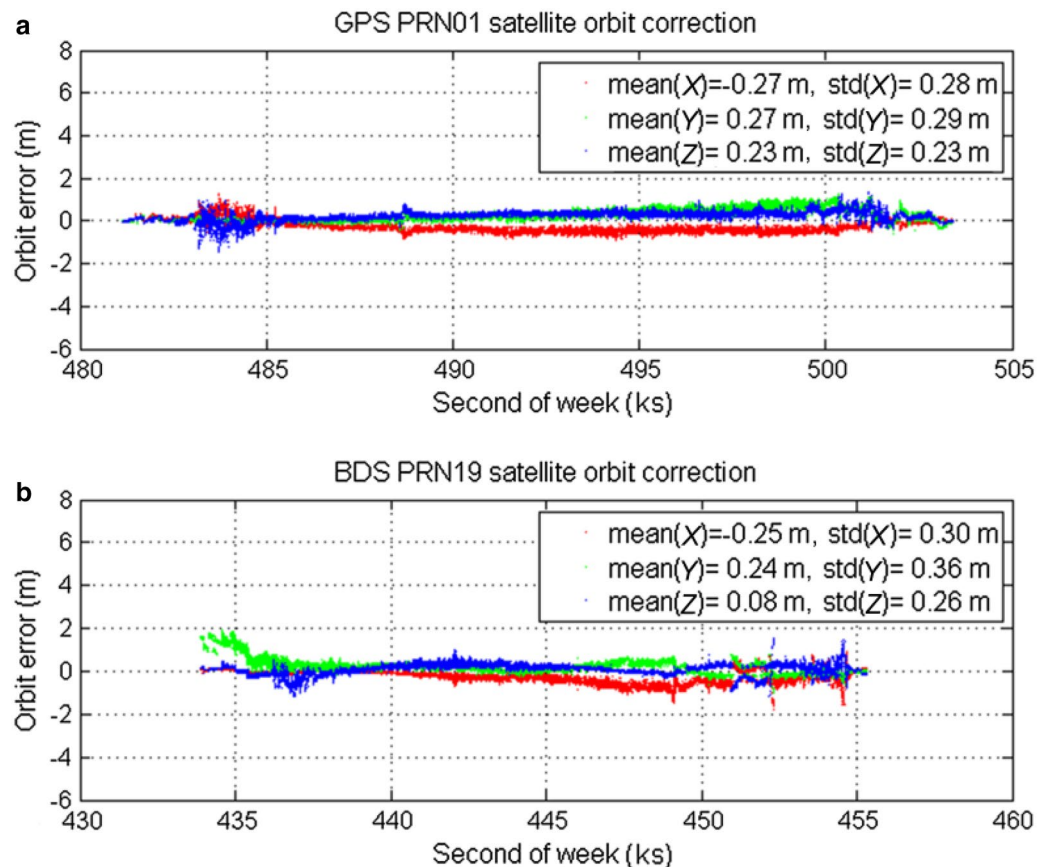 a
GPS PRN01 satellite orbit correction
8
6
4
2
0
-2
-4
-6
Orbit error (m)
mean(X)=-0.27 m, std(X)= 0.28 m
mean(Y)= 0.27 m, std(Y)= 0.29 m
mean(Z)= 0.23 m, std(Z)= 0.23 m
480 485 490 495 500 505
Second of week (ks)
b
BDS PRN19 satellite orbit correction
8
6
4
2
0
-2
-4
-6
Orbit error (m)
mean(X)=-0.25 m, std(X)= 0.30 m
mean(Y)= 0.24 m, std(Y)= 0.36 m
mean(Z)= 0.08 m, std(Z)= 0.26 m
430 435 440 445 450 455 460
Second of week (ks)